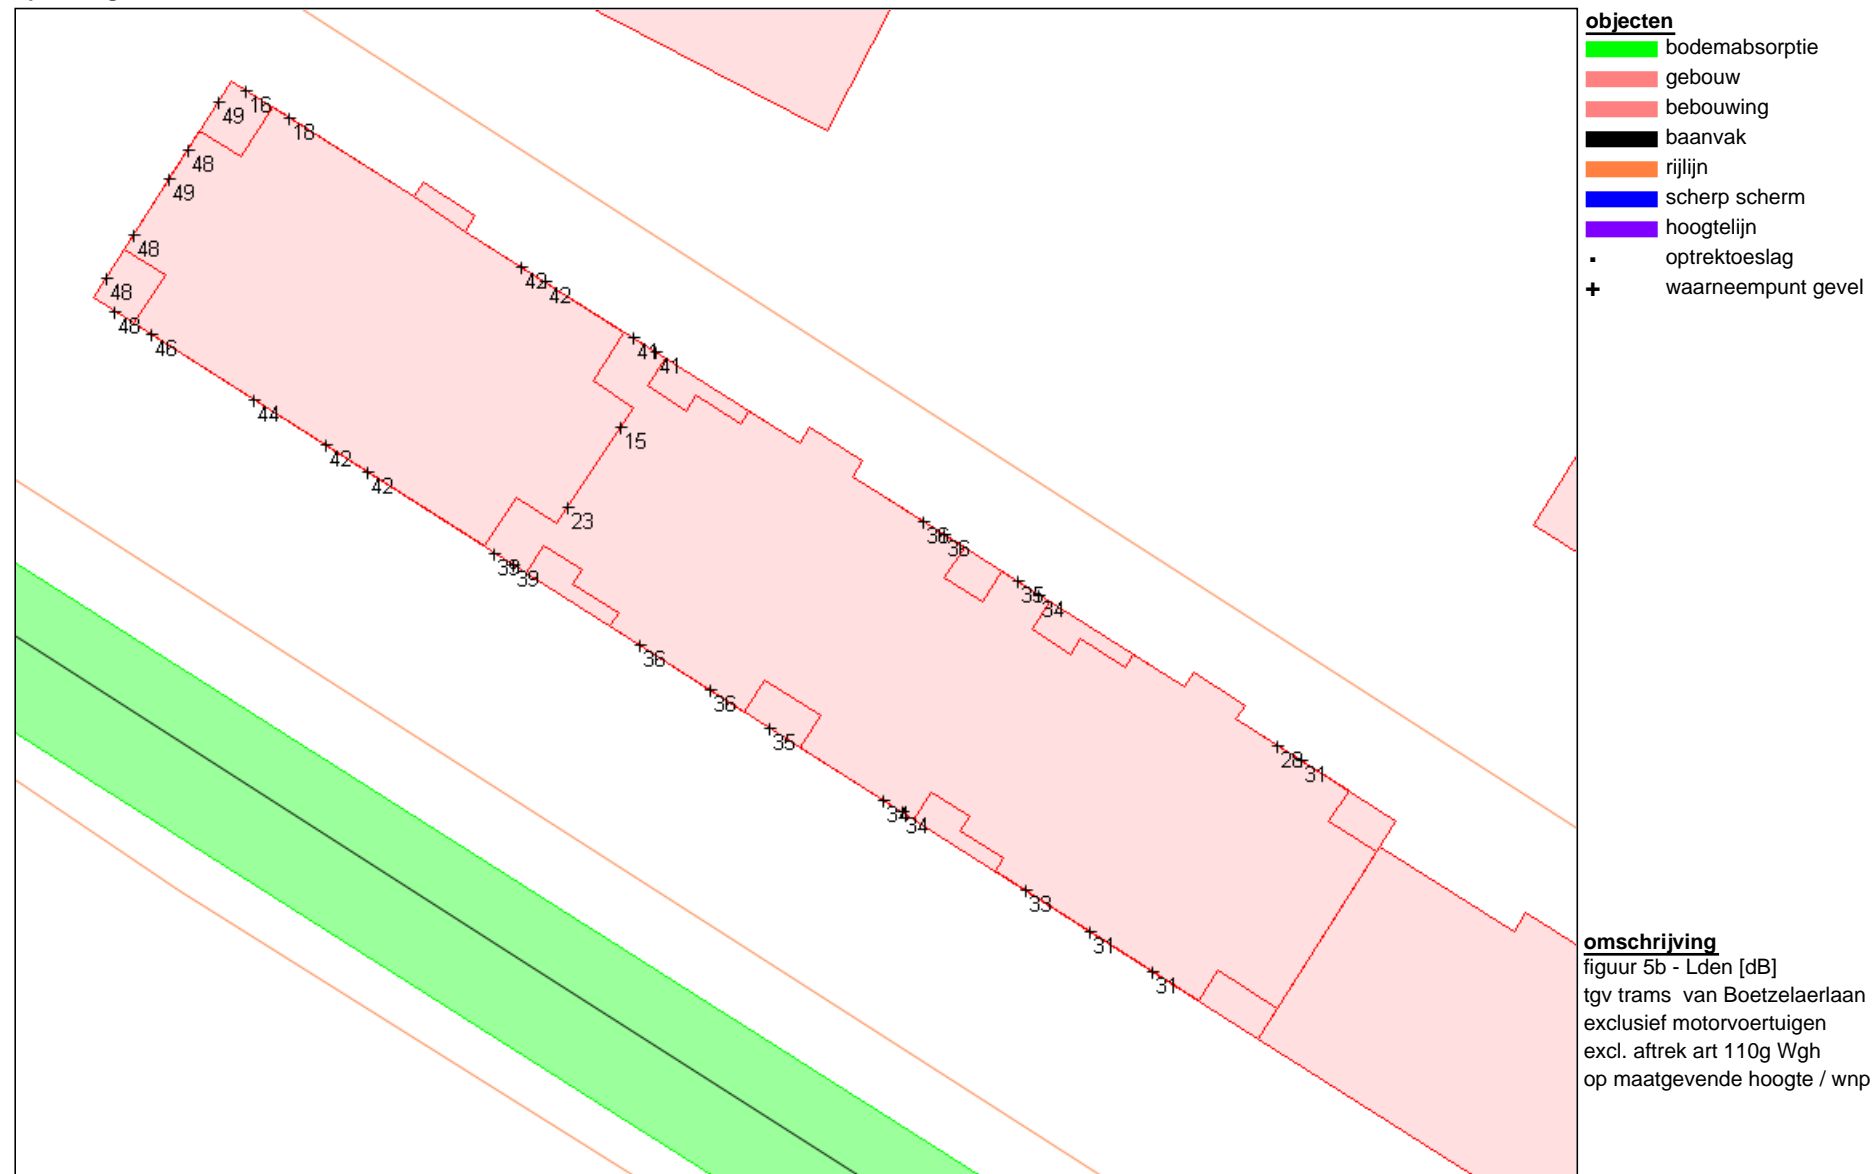 objecten
bodemabsorptie
gebouw
bebouwing
baanvak
rijlijn
scherp scherm
hoogtelijn
optrektoeslag
waarneempunt gevel
16
49
18
48
49
48
48
48
46
44
42
42
42
42
41
41
15
23
39
39
36
36
35
34
34
33
31
31
36
36
35
34
28
31
omschrijving
figuur 5b - Lden [dB]
tgv trams van Boetzelaerlaan
exclusief motorvoertuigen
excl. aftrek art 110g Wgh
op maatgevende hoogte / wnp